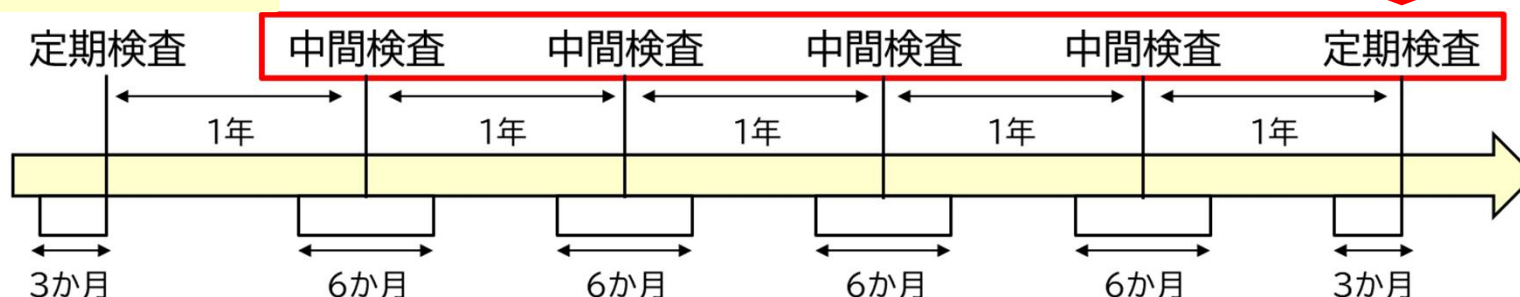 定期検査 中間検査 中間検査 中間検査 中間検査 定期検査
1年 1年 1年 1年 1年
3か月 6か月 6か月 6か月 6か月 3か月